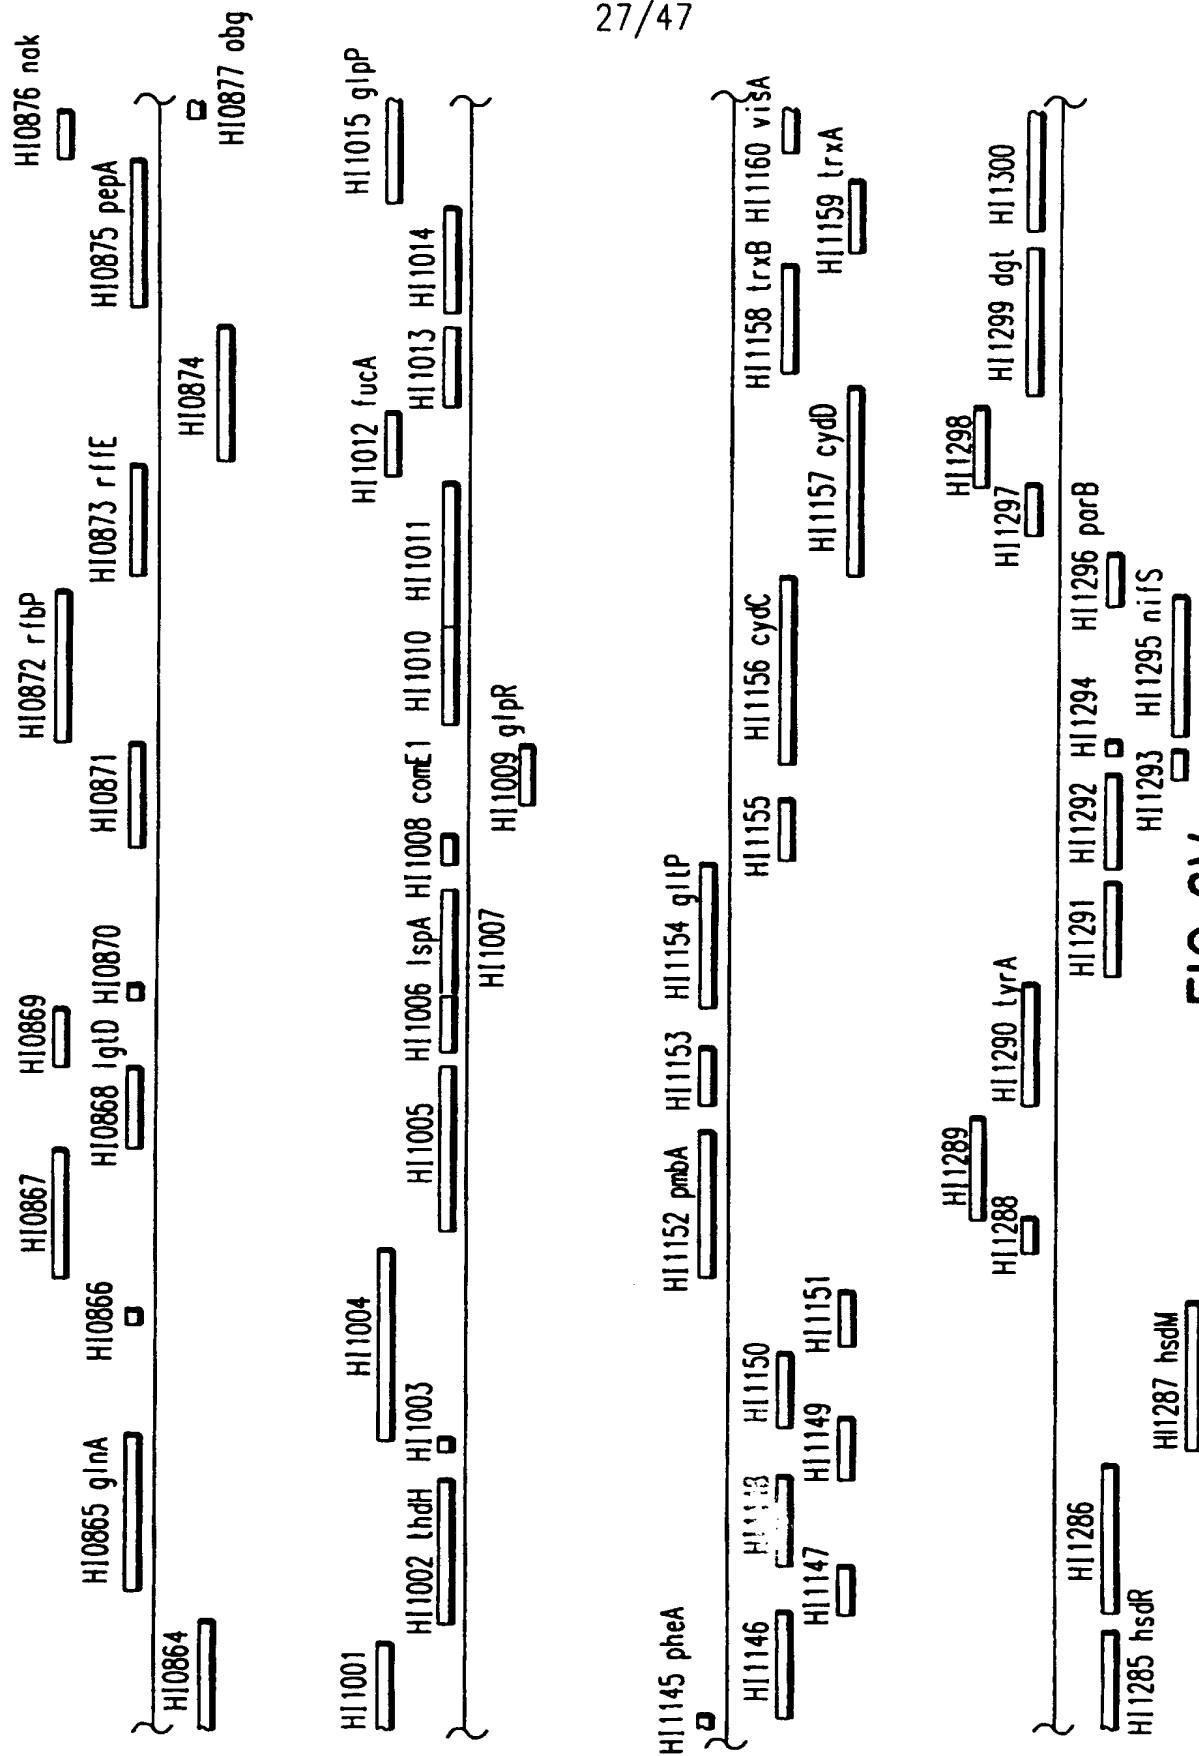 27/47
HI0876 nak
HI0875 pepA
HI0877 obg
HI0874
HI0873 rffE
HI0872 rfbP
HI0871
HI0870
HI0869
HI0868 lgtD
HI0867
HI0866
HI0865 glnA
HI0864
HI1015 glpP
HI1014
HI1013
HI1012 fucA
HI1011
HI1010
HI1009 glpR
HI1008 comE1
HI1007
HI1006 lspA
HI1005
HI1004
HI1003
HI1002 thdH
HI1001
HI1160 visA
HI1159 trxA
HI1158 trxB
HI1157 cydD
HI1156 cydC
HI1155
HI1154 gltP
HI1153
HI1152 pmbA
HI1151
HI1150
HI1149
HI1147
HI1146
HI1145 pheA
HI1300
HI1299 dgt
HI1298
HI1297
HI1296 parB
HI1295 nifS
HI1294
HI1293
HI1292
HI1291
HI1290 tyrA
HI1289
HI1288
HI1287 hsdM
HI1286
HI1285 hsdR